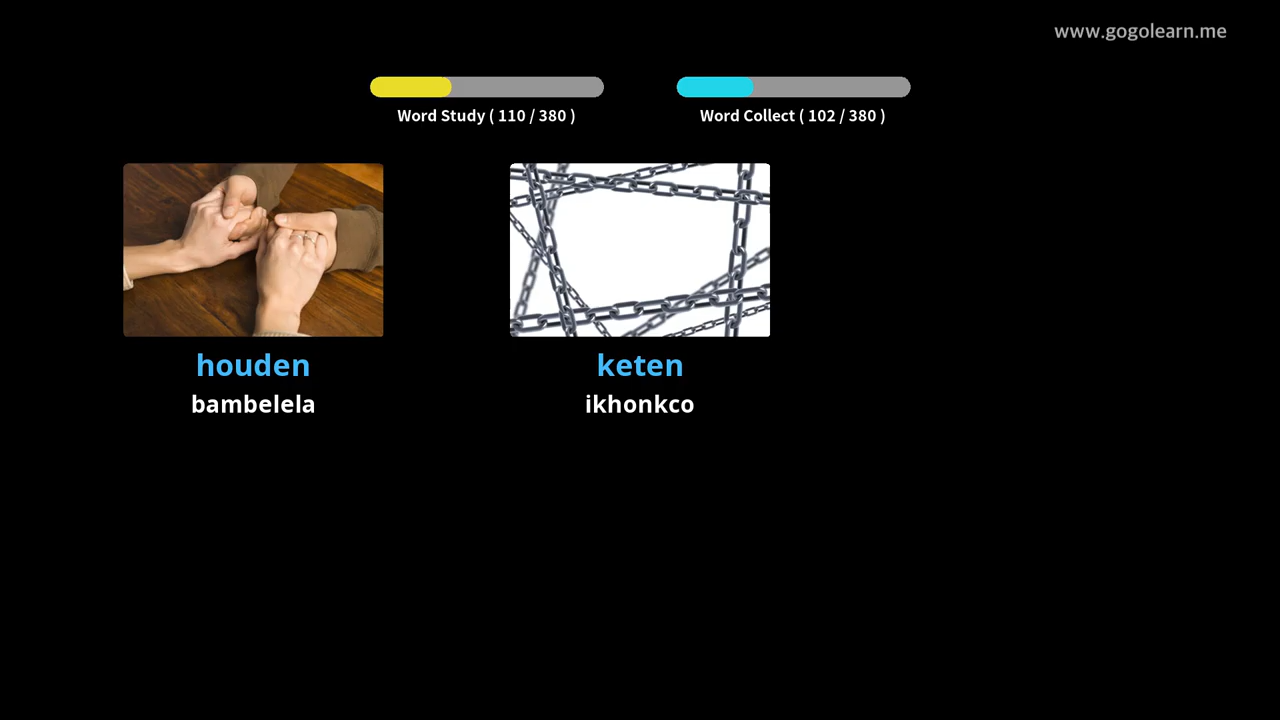 www.gogolearn.me
Word Study ( 110 / 380 )
Word Collect ( 102 / 380 )
houden
bambelela
keten
ikhonkco